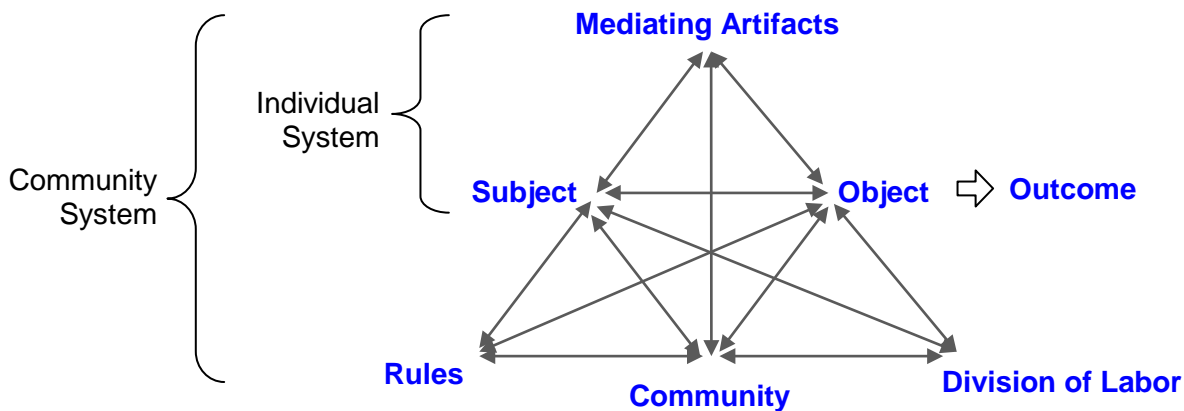 Mediating Artifacts
Individual
System
Community
System
Subject
Object
Outcome
Rules
Community
Division of Labor